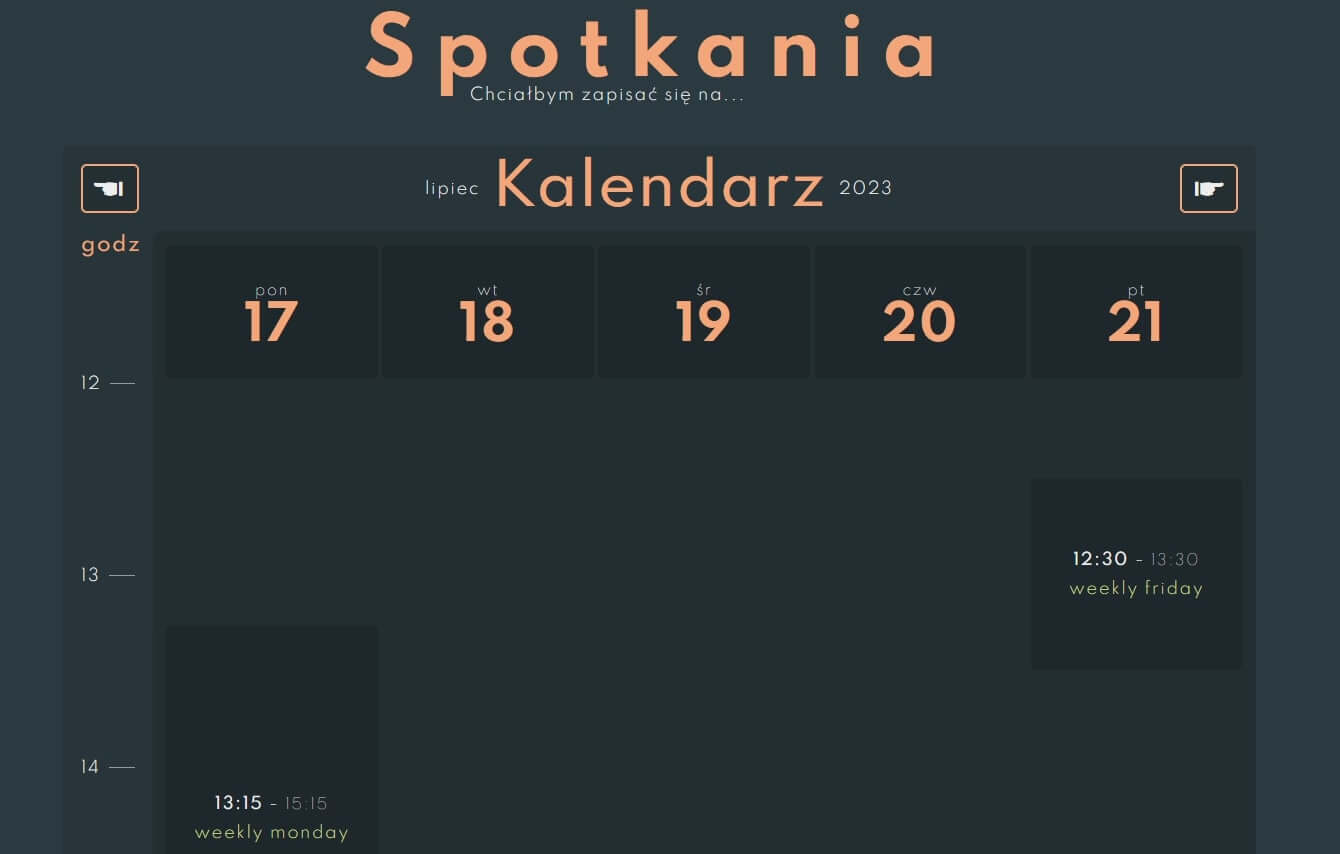 Spotkania
Chciałbym zapisać się na...
lipiec Kalendarz 2023
godz
pon
17
wt
18
śr
19
czw
20
pt
21
12
13
14
12:30 - 13:30
weekly friday
13:15 - 15:15
weekly monday